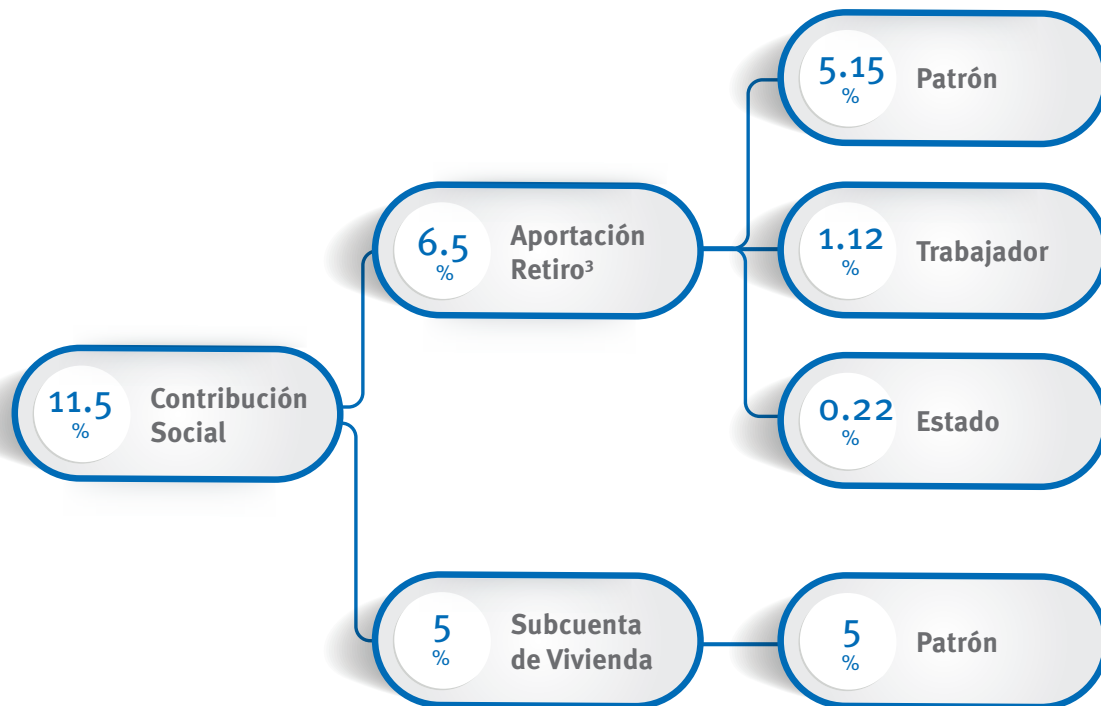 5.15
%
Patrón
6.5
%
Aportación
Retiro³
1.12
%
Trabajador
11.5
%
Contribución
Social
0.22
%
Estado
5
%
Subcuenta
de Vivienda
5
%
Patrón